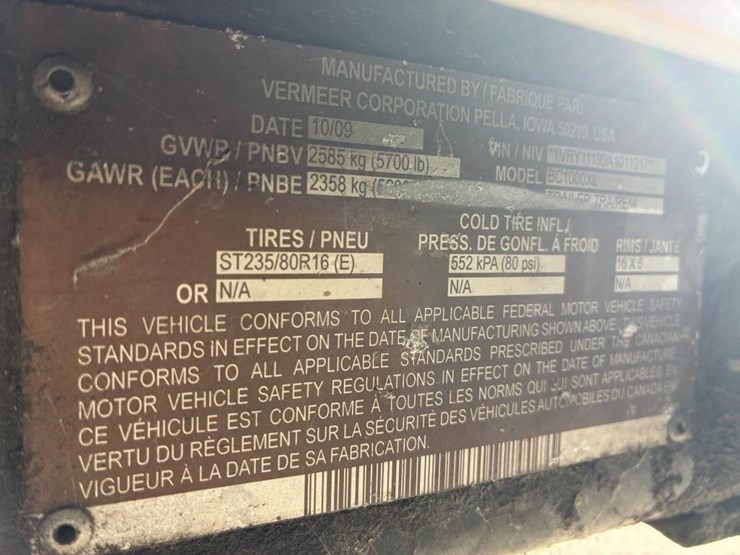 MANUFACTURED BY / FABRIQUÉ PAR
VERMEER CORPORATION PELLA, IOWA 50219 USA
DATE 10/09
GVWR / PNBV 2585 kg (5700 lb) VIN / NIV
GAWR (EACH) / PNBE 2358 kg MODEL BC1000XL
TRAILER TRA/REM
TIRES / PNEU COLD TIRE INFL./ PRESS. DE GONFL. À FROID RIMS / JANTE
ST235/80R16 (E) 552 kPA (80 psi) 16 X 6
OR N/A N/A N/A
THIS VEHICLE CONFORMS TO ALL APPLICABLE FEDERAL MOTOR VEHICLE SAFETY
STANDARDS IN EFFECT ON THE DATE OF MANUFACTURING SHOWN ABOVE. VEHICLE
CONFORMS TO ALL APPLICABLE STANDARDS PRESCRIBED UNDER THE CANADIAN
MOTOR VEHICLE SAFETY REGULATIONS IN EFFECT ON THE DATE OF MANUFACTURE.
CE VÉHICULE EST CONFORME À TOUTES LES NORMS QUI LUI SONT APPLICABLES EN
VERTU DU RÈGLEMENT SUR LA SÉCURITÉ DES VÉHICULES AUTOMOBILES DU CANADA EN
VIGUEUR À LA DATE DE SA FABRICATION.